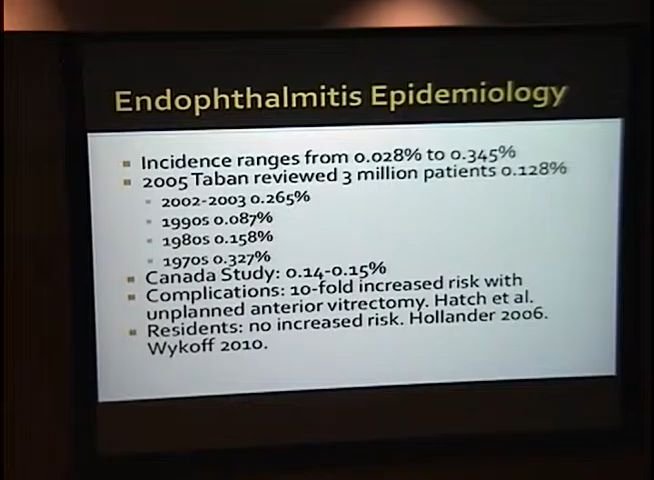 Endophthalmitis Epidemiology
Incidence ranges from 0.028% to 0.345%
2005 Taban reviewed 3 million patients 0.128%
2002-2003 0.265%
1990s 0.087%
1980s 0.158%
1970s 0.327%
Canada Study: 0.14-0.15%
Complications: 10-fold increased risk with
unplanned anterior vitrectomy. Hatch et al.
Residents: no increased risk. Hollander 2006.
Wykoff 2010.